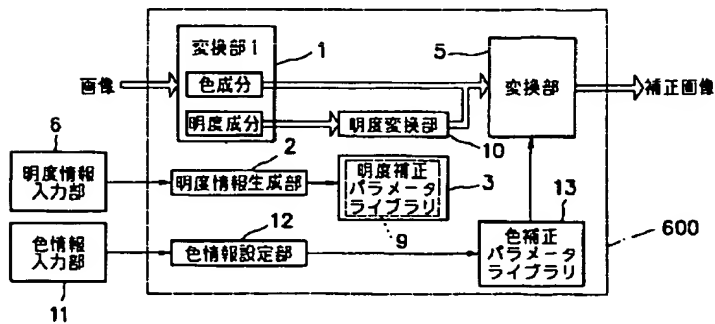 変換部1
1
色成分
明度成分
画像
5
変換部
補正画像
明度変換部
10
6
明度情報
入力部
2
明度情報生成部
明度補正
パラメータ
ライブラリ
3
9
13
12
色情報
入力部
11
色情報設定部
色補正
パラメータ
ライブラリ
600